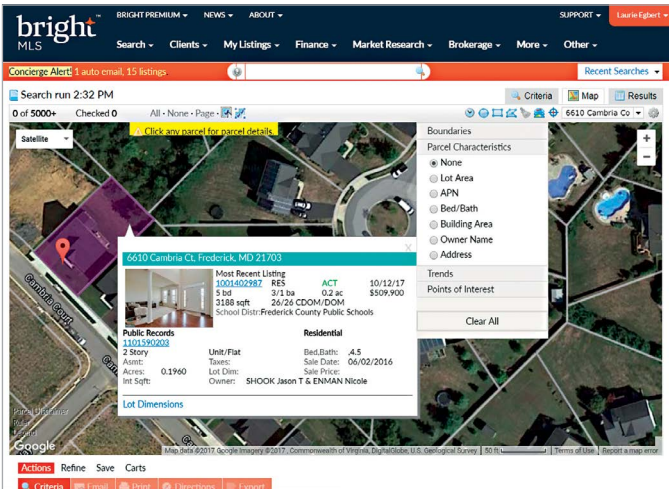 bright™
MLS
BRIGHT PREMIUM NEWS ABOUT SUPPORT Laurie Egbert
Search Clients My Listings Finance Market Research Brokerage More Other
Concierge Alert! 1 auto email, 15 listings Recent Searches
Search run 2:32 PM Criteria Map Results
0 of 5000+ Checked 0 All · None · Page · 6610 Cambria Co
Satellite
Click any parcel for parcel details.
Boundaries
Parcel Characteristics
None
Lot Area
APN
Bed/Bath
Building Area
Owner Name
Address
Trends
Points of Interest
Clear All
+
−
6610 Cambria Ct, Frederick, MD 21703 X
Most Recent Listing
1001402987 RES ACT 10/12/17
5 bd 3/1 ba 0.2 ac $509,900
3188 sqft 26/26 CDOM/DOM
School Distr:Frederick County Public Schools
Public Records Residential
1101590203
2 Story Unit/Flat Bed,Bath: ,4.5
Asmt: Taxes: Sale Date: 06/02/2016
Acres: 0.1960 Lot Dim: Sale Price:
Int Sqft: Owner: SHOOK Jason T & ENMAN Nicole
Lot Dimensions
Cambria Court
Parcel Disclaimer
Legend
Google
Map data ©2017 Google Imagery ©2017, Commonwealth of Virginia, DigitalGlobe, U.S. Geological Survey 50 ft Terms of Use Report a map error
Actions Refine Save Carts
Criteria Email Print Directions Export